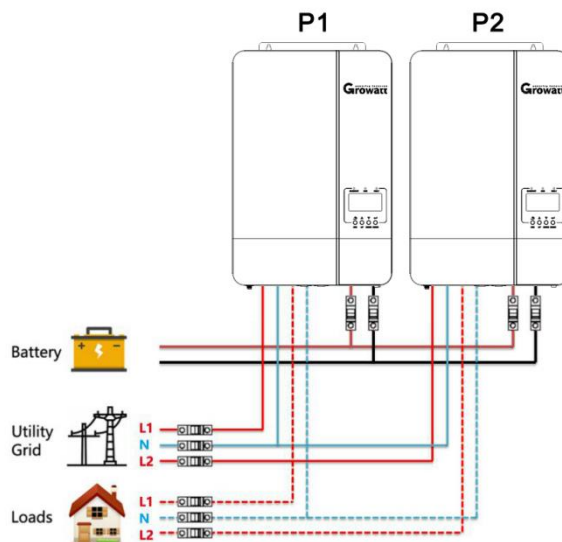 P1
P2
Growatt
Growatt
Battery
+
-
Utility
Grid
L1
N
L2
Loads
L1
N
L2